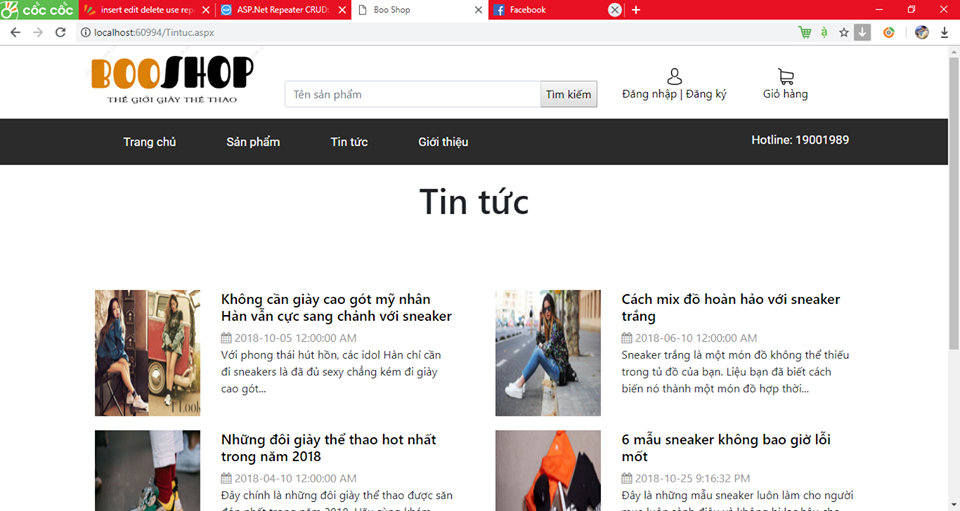 cốc cốc
insert edit delete use rep
ASP.Net Repeater CRUD:
Boo Shop
Facebook
localhost:60994/Tintuc.aspx
BOOSHOP
THẾ GIỚI GIÀY THỂ THAO
Tên sản phẩm
Tìm kiếm
Đăng nhập | Đăng ký
Giỏ hàng
Trang chủ
Sản phẩm
Tin tức
Giới thiệu
Hotline: 19001989
Tin tức
Không cần giày cao gót mỹ nhân
Hàn vẫn cực sang chảnh với sneaker
2018-10-05 12:00:00 AM
Với phong thái hút hồn, các idol Hàn chỉ cần
đi sneakers là đã đủ sexy chẳng kém đi giày
cao gót...
Cách mix đồ hoàn hảo với sneaker
trắng
2018-06-10 12:00:00 AM
Sneaker trắng là một món đồ không thể thiếu
trong tủ đồ của bạn. Liệu bạn đã biết cách
biến nó thành một món đồ hợp thời...
Những đôi giày thể thao hot nhất
trong năm 2018
2018-04-10 12:00:00 AM
Đây chính là những đôi giày thể thao được săn
6 mẫu sneaker không bao giờ lỗi
mốt
2018-10-25 9:16:32 PM
Đây là những mẫu sneaker luôn làm cho người